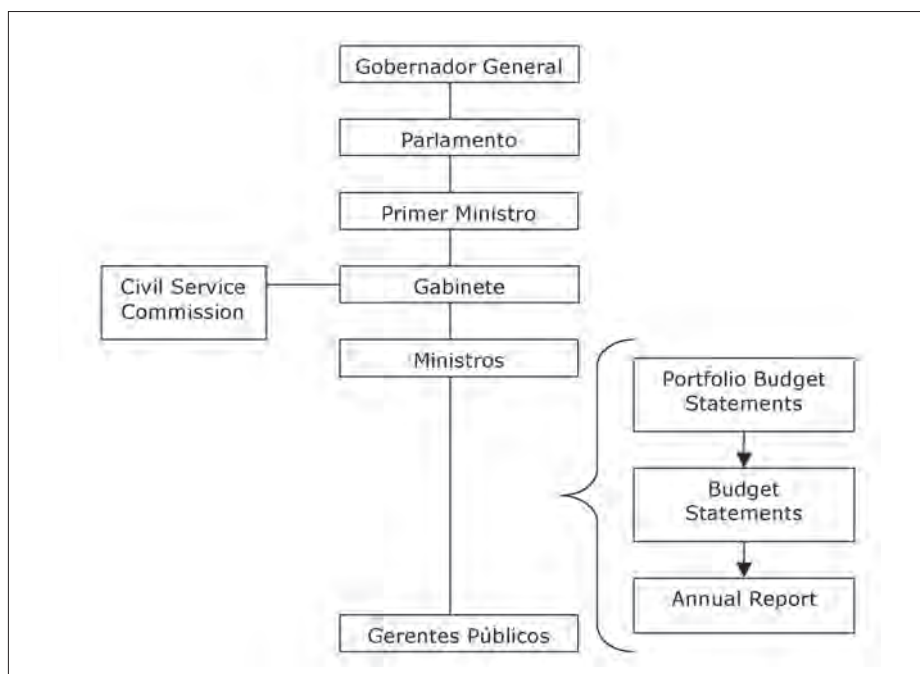 Gobernador General
Parlamento
Primer Ministro
Civil Service
Commission
Gabinete
Ministros
Portfolio Budget
Statements
Budget
Statements
Annual Report
Gerentes Públicos